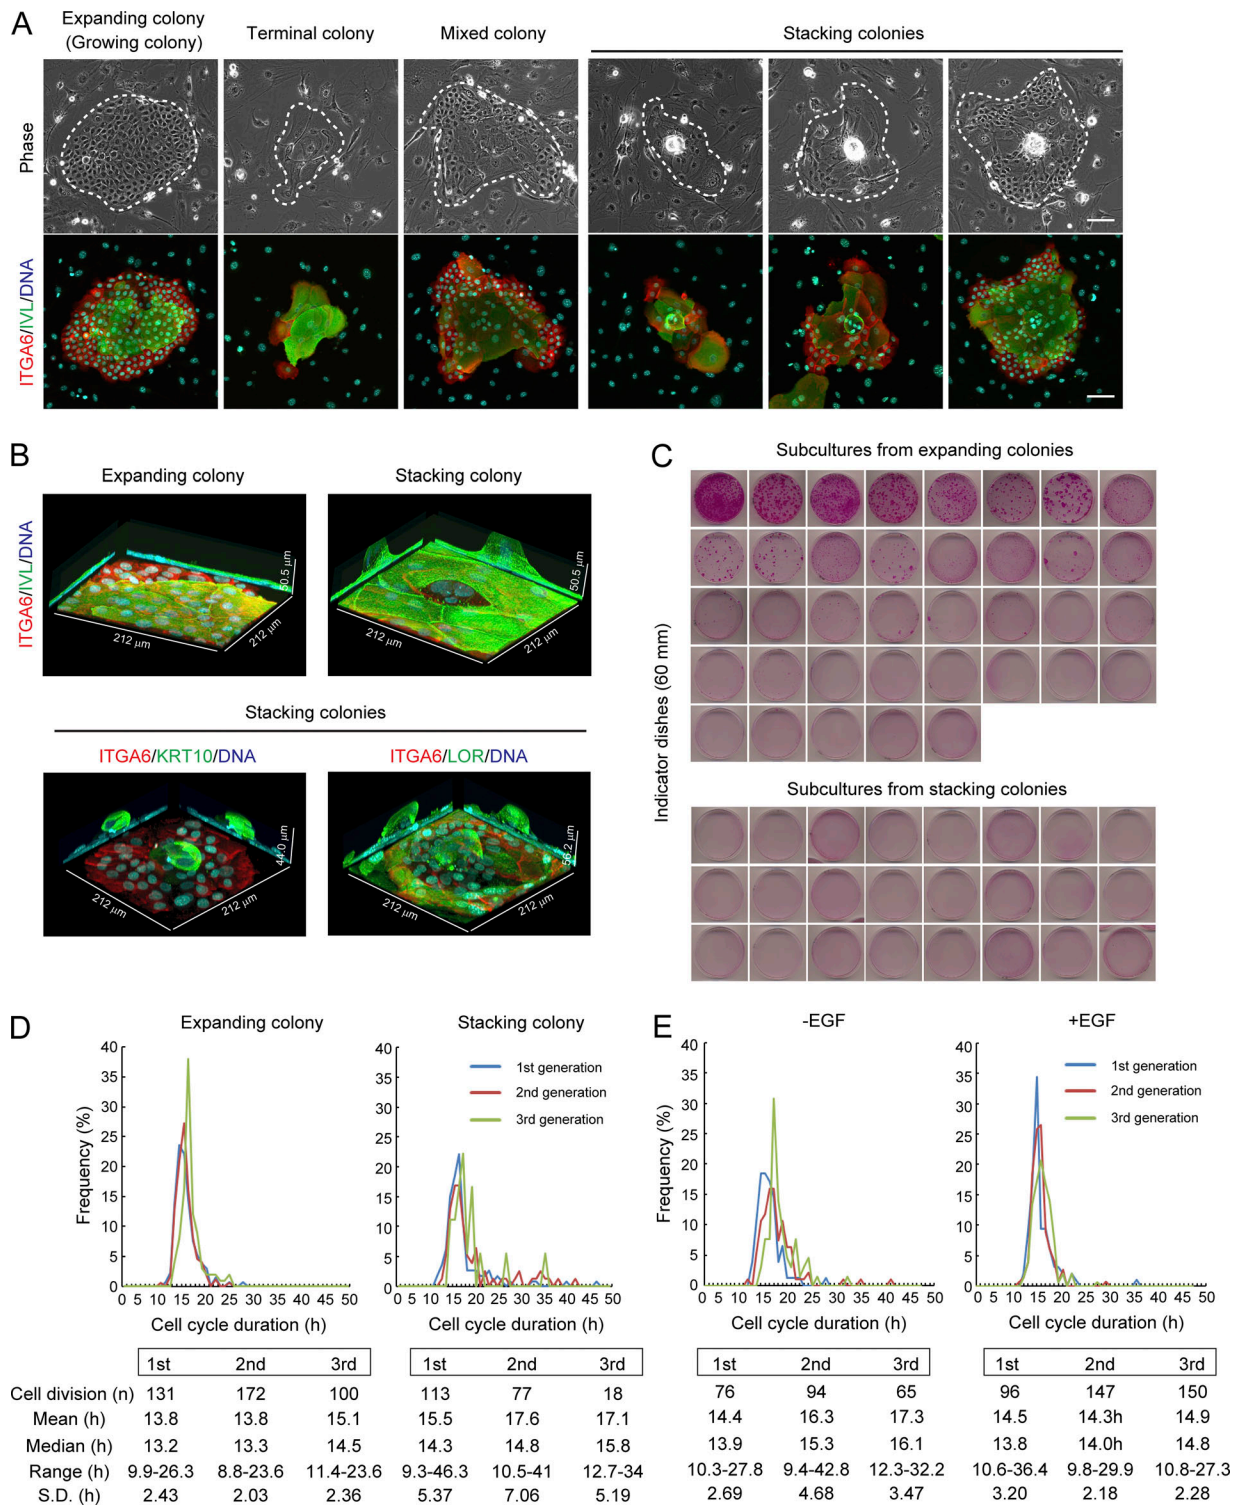 A
Expanding colony
(Growing colony)
Terminal colony
Mixed colony
Stacking colonies
Phase
ITGA6/IVL/DNA
B
Expanding colony
Stacking colony
ITGA6/IVL/DNA
50.5 μm
212 μm
212 μm
50.5 μm
212 μm
212 μm
Stacking colonies
ITGA6/KRT10/DNA
ITGA6/LOR/DNA
44.0 μm
212 μm
212 μm
56.2 μm
212 μm
212 μm
C
Subcultures from expanding colonies
Indicator dishes (60 mm)
Subcultures from stacking colonies
D
Expanding colony
Stacking colony
Frequency (%)
40
35
30
25
20
15
10
5
0
0 5 10 15 20 25 30 35 40 45 50
Cell cycle duration (h)
40
35
30
25
20
15
10
5
0
1st generation
2nd generation
3rd generation
0 5 10 15 20 25 30 35 40 45 50
Cell cycle duration (h)
1st 2nd 3rd
1st 2nd 3rd
Cell division (n) 131 172 100 113 77 18
Mean (h) 13.8 13.8 15.1 15.5 17.6 17.1
Median (h) 13.2 13.3 14.5 14.3 14.8 15.8
Range (h) 9.9-26.3 8.8-23.6 11.4-23.6 9.3-46.3 10.5-41 12.7-34
S.D. (h) 2.43 2.03 2.36 5.37 7.06 5.19
E
-EGF
+EGF
Frequency (%)
40
35
30
25
20
15
10
5
0
0 5 10 15 20 25 30 35 40 45 50
Cell cycle duration (h)
40
35
30
25
20
15
10
5
0
1st generation
2nd generation
3rd generation
0 5 10 15 20 25 30 35 40 45 50
Cell cycle duration (h)
1st 2nd 3rd
1st 2nd 3rd
76 94 65 96 147 150
14.4 16.3 17.3 14.5 14.3h 14.9
13.9 15.3 16.1 13.8 14.0h 14.8
10.3-27.8 9.4-42.8 12.3-32.2 10.6-36.4 9.8-29.9 10.8-27.3
2.69 4.68 3.47 3.20 2.18 2.28